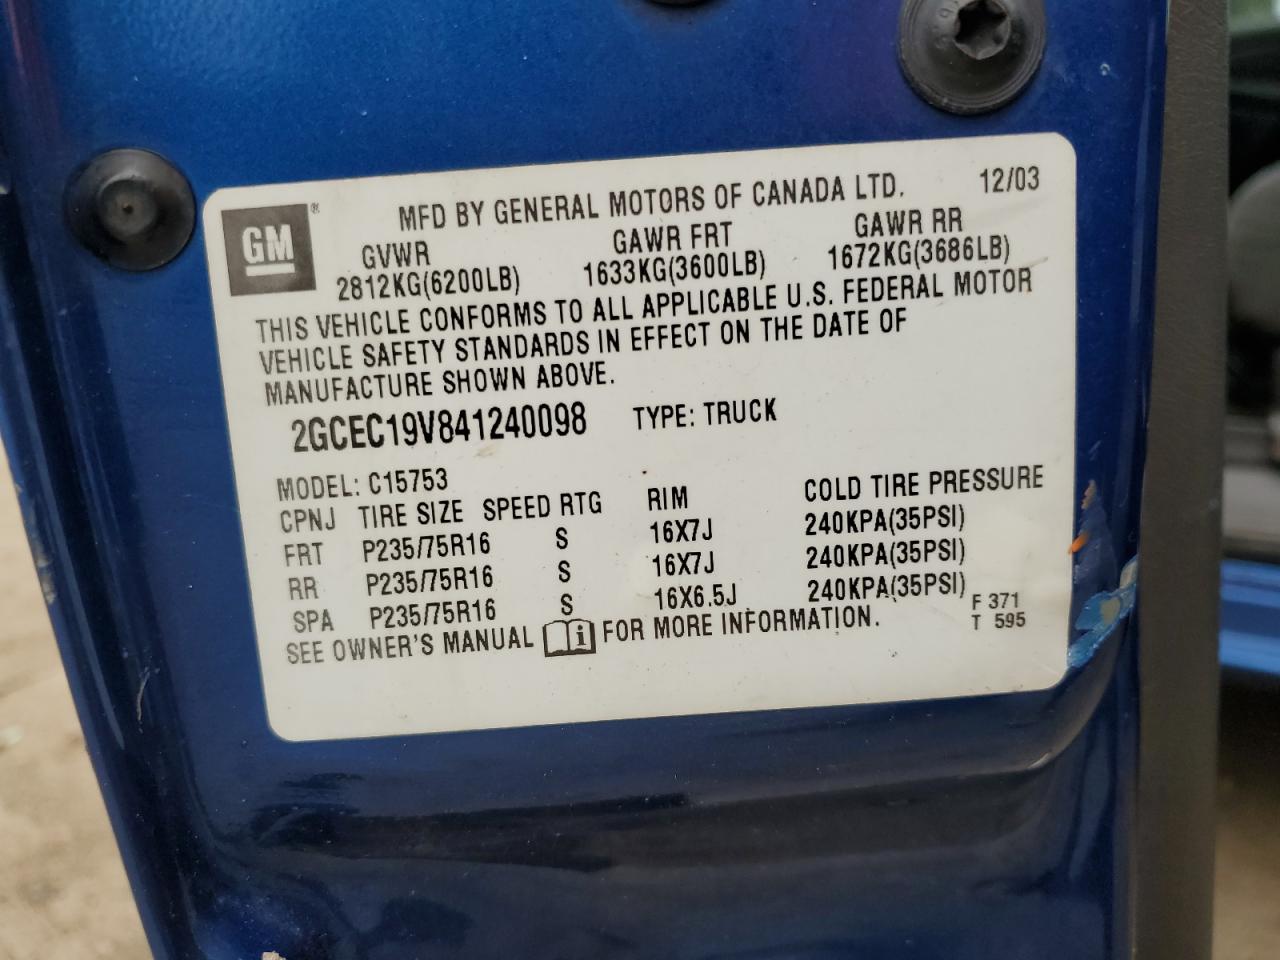 GM®
MFD BY GENERAL MOTORS OF CANADA LTD. 12/03
GVWR GAWR FRT GAWR RR
2812KG(6200LB) 1633KG(3600LB) 1672KG(3686LB)
THIS VEHICLE CONFORMS TO ALL APPLICABLE U.S. FEDERAL MOTOR
VEHICLE SAFETY STANDARDS IN EFFECT ON THE DATE OF
MANUFACTURE SHOWN ABOVE.
2GCEC19V841240098 TYPE: TRUCK
MODEL: C15753
CPNJ TIRE SIZE SPEED RTG RIM COLD TIRE PRESSURE
FRT P235/75R16 S 16X7J 240KPA(35PSI)
RR P235/75R16 S 16X7J 240KPA(35PSI)
SPA P235/75R16 S 16X6.5J 240KPA(35PSI)
SEE OWNER'S MANUAL i FOR MORE INFORMATION.
F 371
T 595